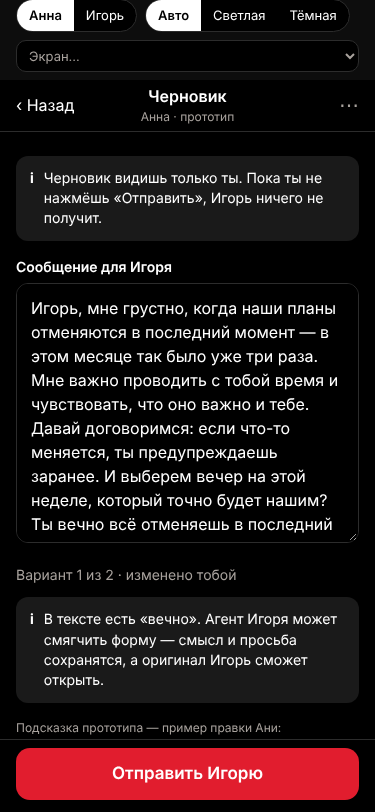 Анна Игорь Авто Светлая Тёмная
Экран...
‹ Назад Черновик ···
Анна · прототип
i Черновик видишь только ты. Пока ты не
нажмёшь «Отправить», Игорь ничего не
получит.
Сообщение для Игоря
Игорь, мне грустно, когда наши планы
отменяются в последний момент — в
этом месяце так было уже три раза.
Мне важно проводить с тобой время и
чувствовать, что оно важно и тебе.
Давай договоримся: если что-то
меняется, ты предупреждаешь
заранее. И выберем вечер на этой
неделе, который точно будет нашим?
Ты вечно всё отменяешь в последний
Вариант 1 из 2 · изменено тобой
i В тексте есть «вечно». Агент Игоря может
смягчить форму — смысл и просьба
сохранятся, а оригинал Игорь сможет
открыть.
Подсказка прототипа — пример правки Ани:
Отправить Игорю